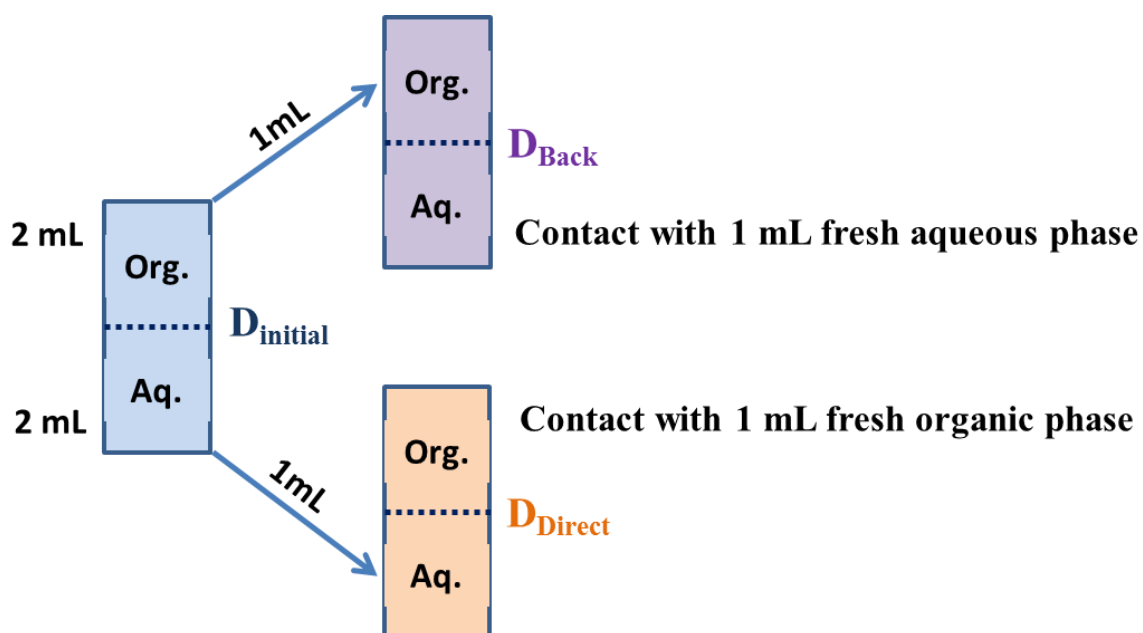 Org.
1mL
D_Back
Aq.
Contact with 1 mL fresh aqueous phase
2 mL
Org.
D_initial
Aq.
2 mL
Contact with 1 mL fresh organic phase
Org.
1mL
D_Direct
Aq.